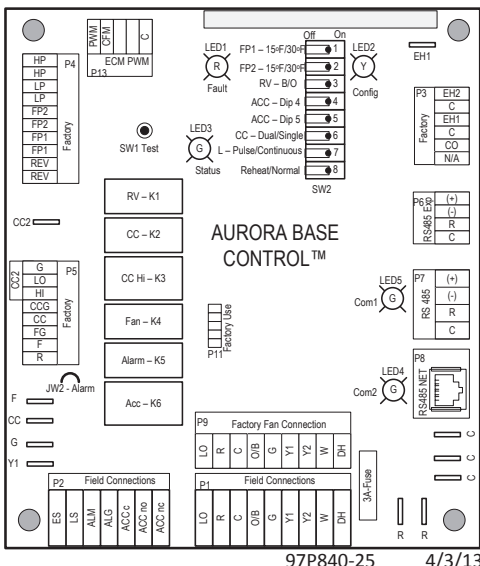 PWM
CFM
C
ECM PWM
P13
LED1
R
Fault
Off On
FP1 – 15ºF/30ºF 1
FP2 – 15ºF/30ºF 2
RV – B/O 3
ACC – Dip 4 4
ACC – Dip 5 5
CC – Dual/Single 6
L – Pulse/Continuous 7
Reheat/Normal 8
SW2
LED2
Y
Config
EH1
HP
HP
LP
LP
FP2
FP2
FP1
FP1
REV
REV
P4
Factory
SW1 Test
LED3
G
Status
P3
Factory
EH2
C
EH1
C
CO
N/A
P6
RS485 EXP
(+)
(-)
R
C
RV – K1
CC – K2
CC Hi – K3
Fan – K4
Alarm – K5
Acc – K6
AURORA BASE
CONTROL™
CC2
CC2
G
LO
HI
CCG
CC
FG
F
R
P5
Factory
JW2 - Alarm
Factory Use
P11
LED5
Com1 G
P7
RS 485
(+)
(-)
R
C
LED4
Com2 G
P8
RS485 NET
F
CC
G
Y1
P9 Factory Fan Connection
LO
R
C
O/B
G
Y1
Y2
W
DH
P2 Field Connections
ES
LS
ALM
ALG
ACC c
ACC no
ACC nc
P1 Field Connections
LO
R
C
O/B
G
Y1
Y2
W
DH
3A-Fuse
C
C
C
R R
97P840-25 4/3/13